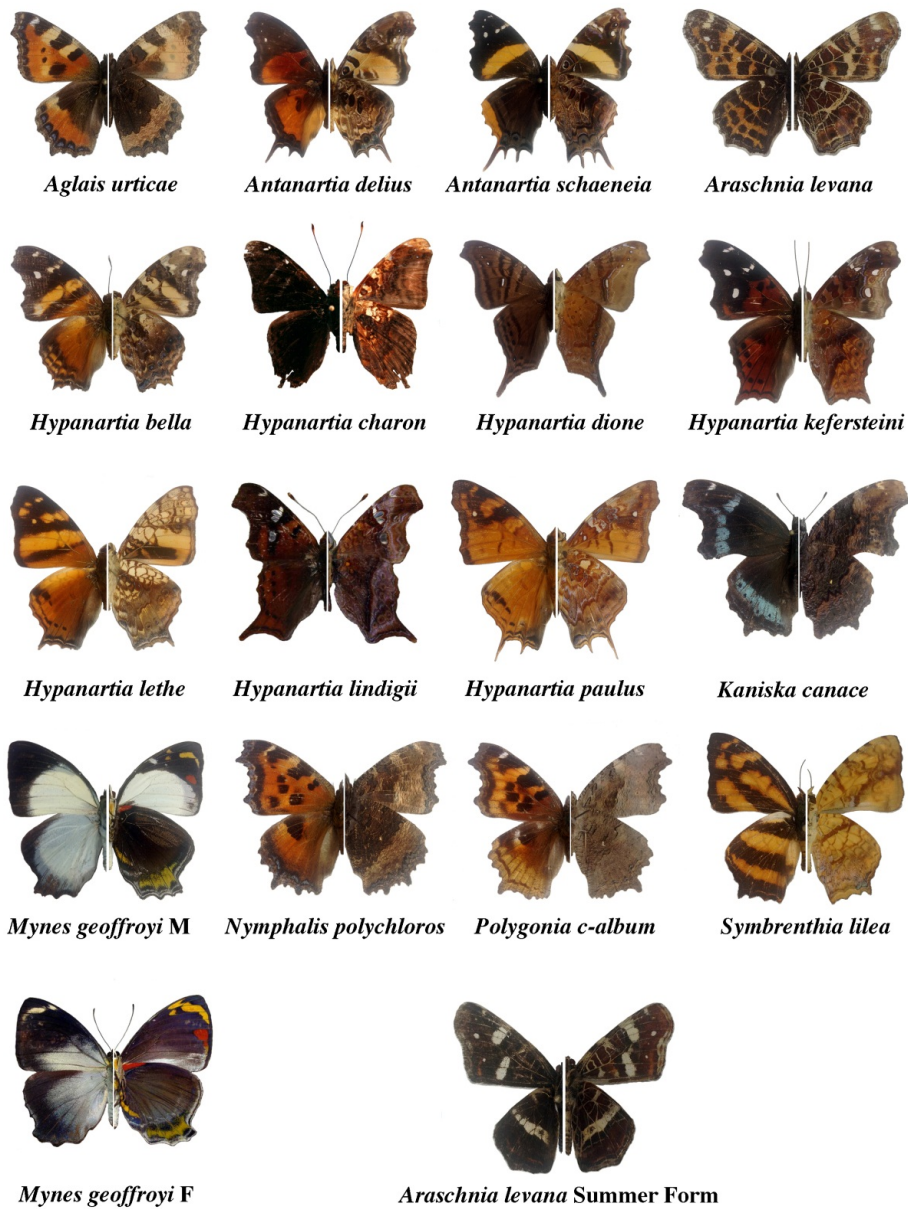 Aglais urticae
Antanartia delius
Antanartia schaeneia
Araschnia levana
Hypanartia bella
Hypanartia charon
Hypanartia dione
Hypanartia kefersteini
Hypanartia lethe
Hypanartia lindigii
Hypanartia paulus
Kaniska canace
Mynes geoffroyi M
Nymphalis polychloros
Polygonia c-album
Symbrenthia lilea
Mynes geoffroyi F
Araschnia levana Summer Form